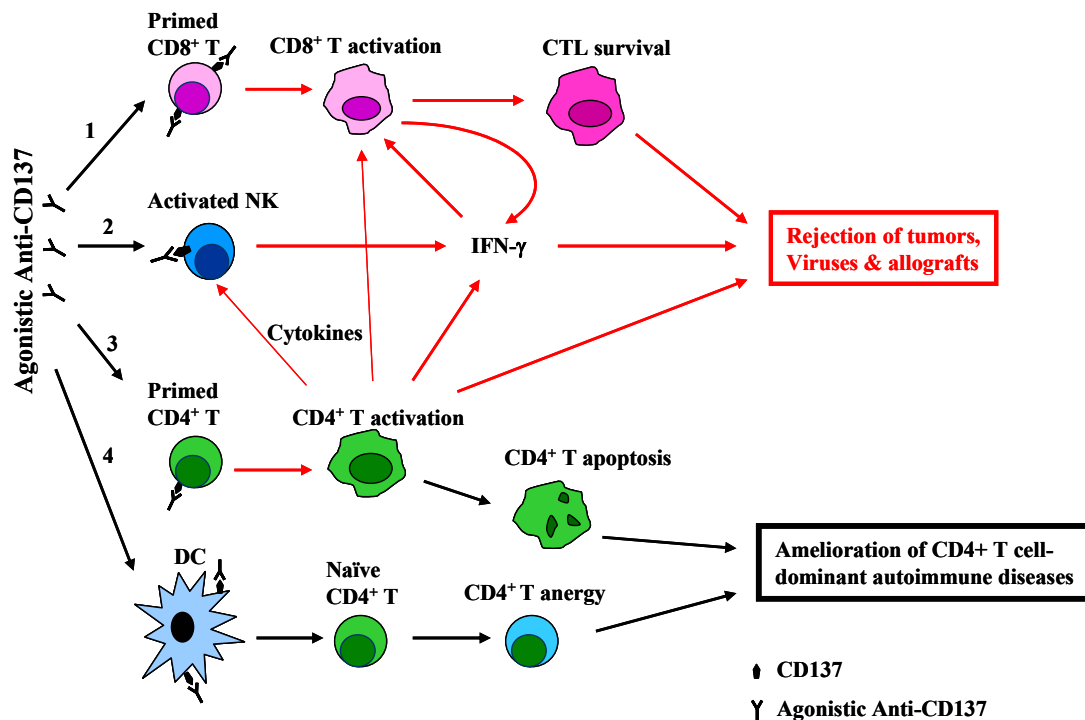 Primed
CD8⁺ T
CD8⁺ T activation
CTL survival
1
Agonistic Anti-CD137
Activated NK
2
IFN-γ
Rejection of tumors,
Viruses & allografts
Cytokines
3
Primed
CD4⁺ T
CD4⁺ T activation
4
CD4⁺ T apoptosis
DC
Naïve
CD4⁺ T
CD4⁺ T anergy
Amelioration of CD4+ T cell-
dominant autoimmune diseases
CD137
Agonistic Anti-CD137